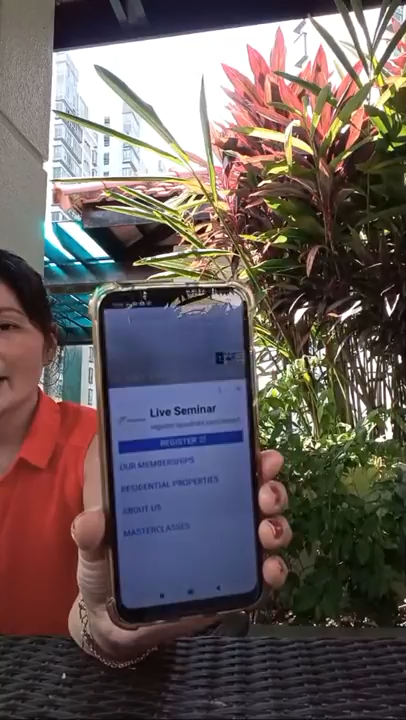 Live Seminar
REGISTER
OUR MEMBERSHIPS
RESIDENTIAL PROPERTIES
ABOUT US
MASTERCLASSES